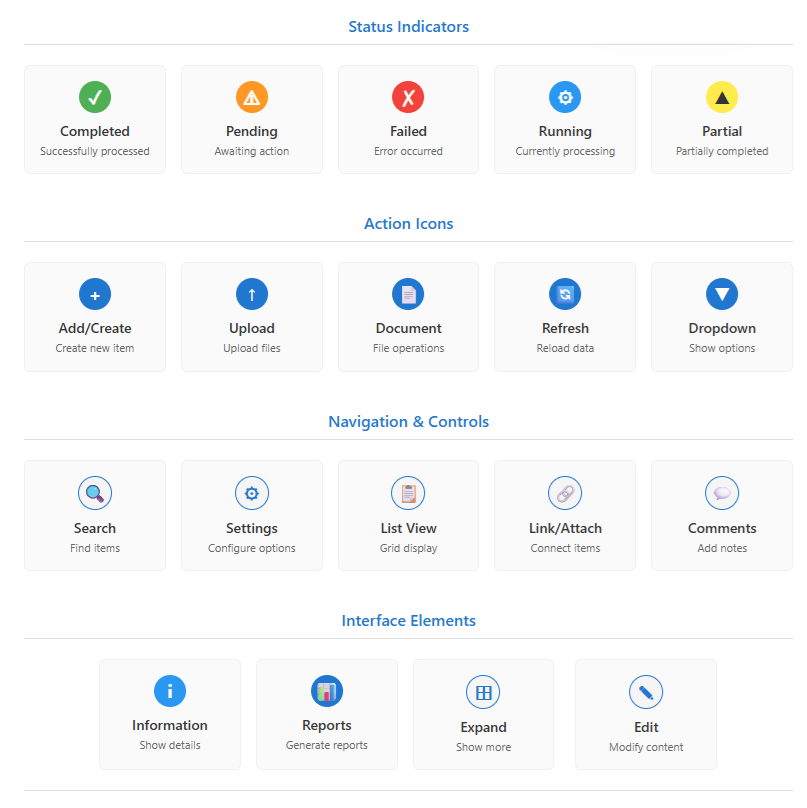 Status Indicators
Completed
Successfully processed
Pending
Awaiting action
Failed
Error occurred
Running
Currently processing
Partial
Partially completed
Action Icons
Add/Create
Create new item
Upload
Upload files
Document
File operations
Refresh
Reload data
Dropdown
Show options
Navigation & Controls
Search
Find items
Settings
Configure options
List View
Grid display
Link/Attach
Connect items
Comments
Add notes
Interface Elements
Information
Show details
Reports
Generate reports
Expand
Show more
Edit
Modify content